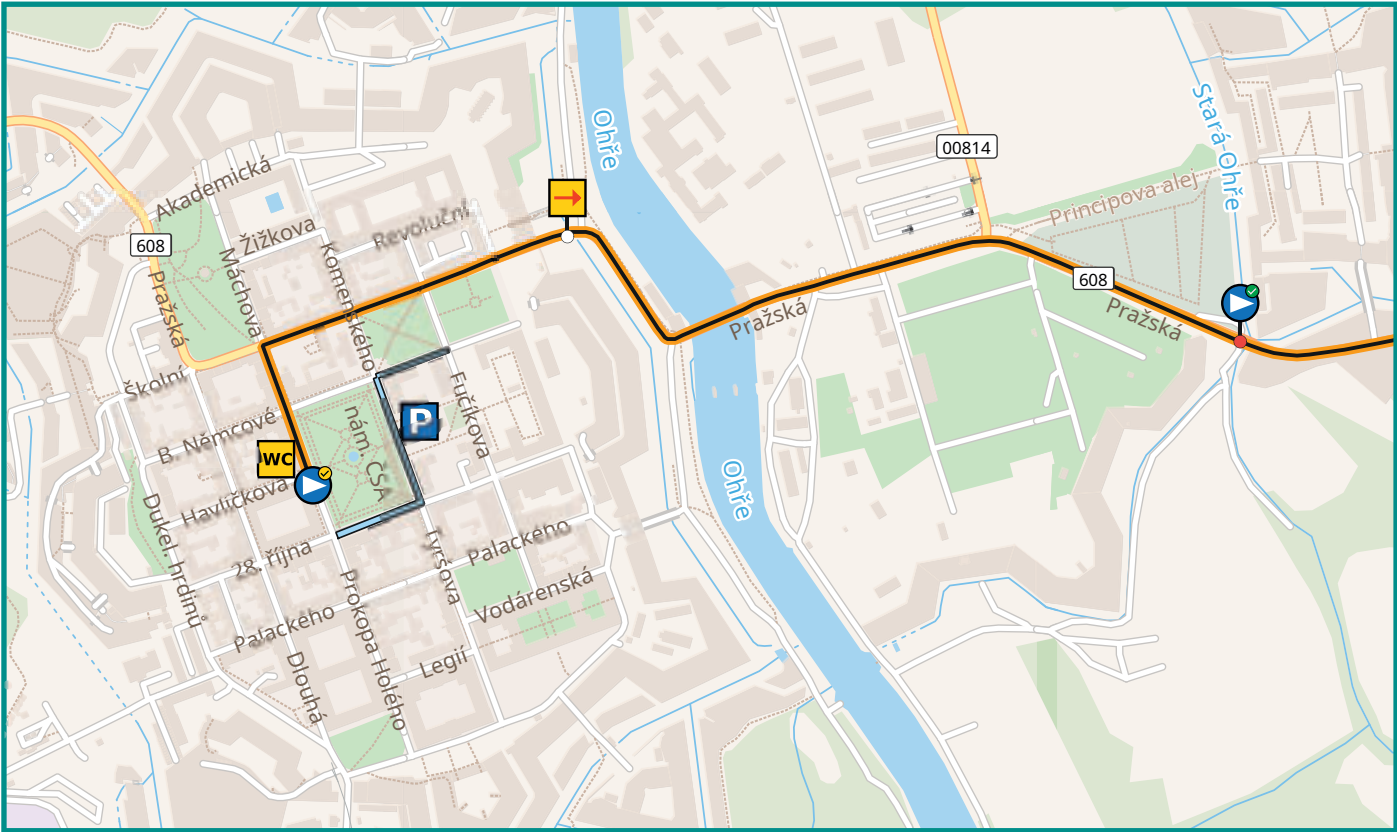 Ohře
Stará Ohře
00814
Akademická
Principova alej
Revoluční
Žižkova
608
Máchova
Komenského
Pražská
608
Pražská
Pražská
Školní
Fučíkova
P
nám. ČSA
B. Němcové
WC
Havlíčkova
Ohře
Dukel. hrdinů
28. října
Palackého
Tyršova
Prokopa Holého
Vodárenská
Palackého
Dlouhá
Legií